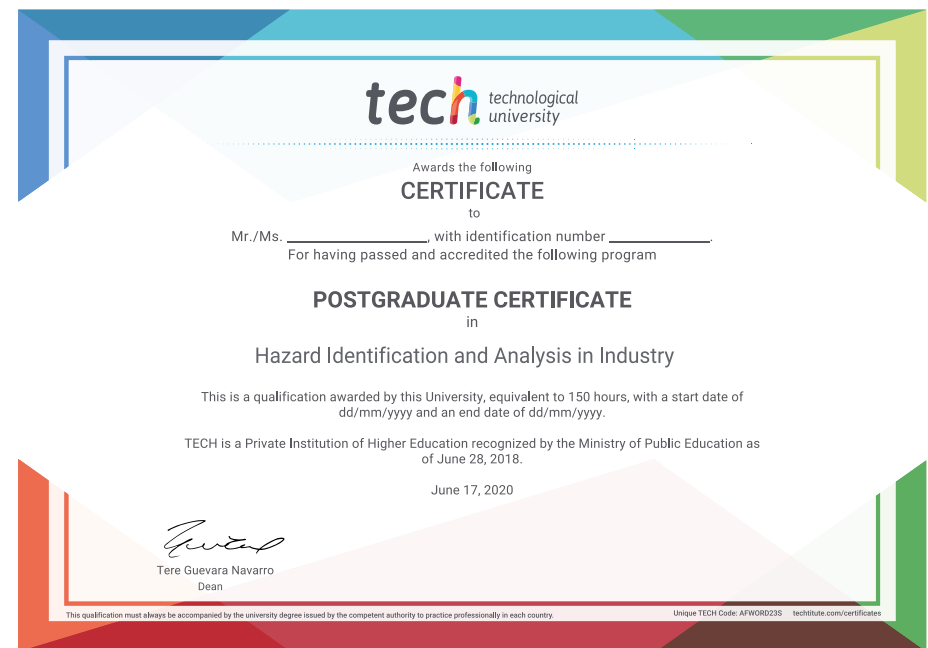 tech technological
university
Awards the following
CERTIFICATE
to
Mr./Ms. ____________________, with identification number ______________.
For having passed and accredited the following program
POSTGRADUATE CERTIFICATE
in
Hazard Identification and Analysis in Industry
This is a qualification awarded by this University, equivalent to 150 hours, with a start date of
dd/mm/yyyy and an end date of dd/mm/yyyy.
TECH is a Private Institution of Higher Education recognized by the Ministry of Public Education as
of June 28, 2018.
June 17, 2020
Tere Guevara Navarro
Dean
This qualification must always be accompanied by the university degree issued by the competent authority to practice professionally in each country.
Unique TECH Code: AFWORD23S techtitute.com/certificates